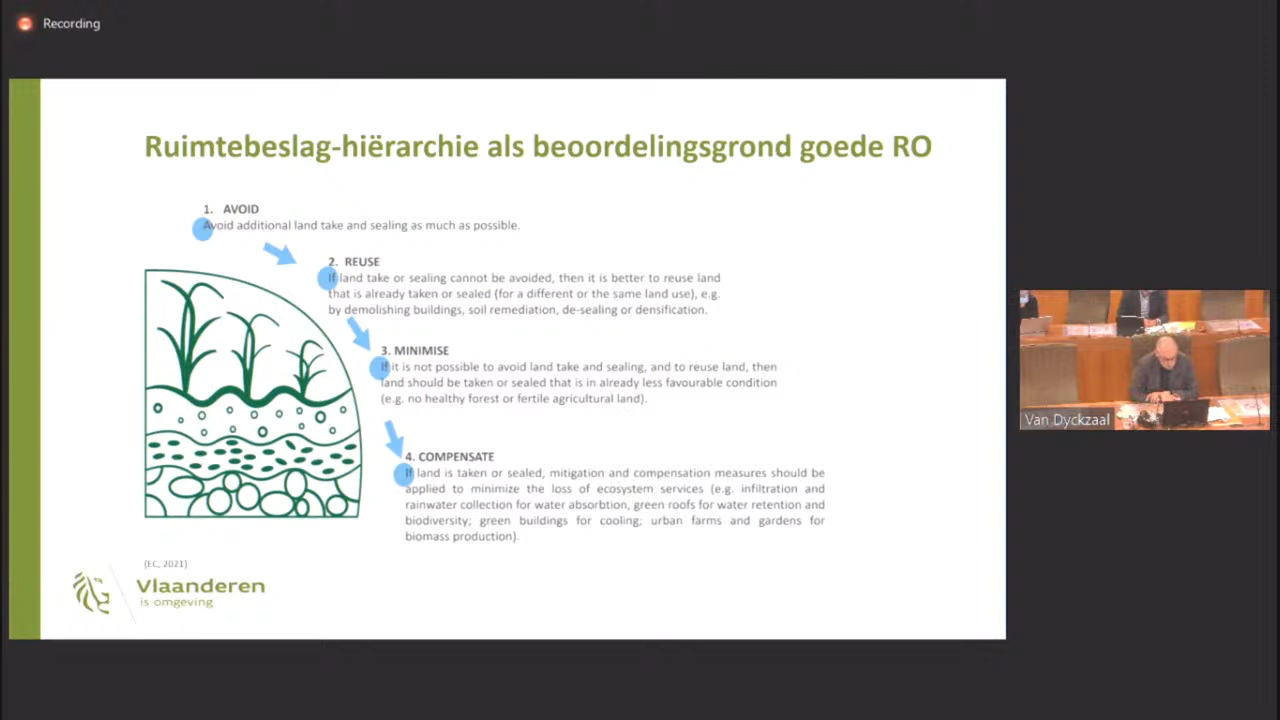 Recording
Ruimtebeslag-hiërarchie als beoordelingsgrond goede RO
1. AVOID
Avoid additional land take and sealing as much as possible.
2. REUSE
If land take or sealing cannot be avoided, then it is better to reuse land
that is already taken or sealed (for a different or the same land use), e.g.
by demolishing buildings, soil remediation, de-sealing or densification.
3. MINIMISE
If it is not possible to avoid land take and sealing, and to reuse land, then
land should be taken or sealed that is in already less favourable condition
(e.g. no healthy forest or fertile agricultural land).
4. COMPENSATE
If land is taken or sealed, mitigation and compensation measures should be
applied to minimize the loss of ecosystem services (e.g. infiltration and
rainwater collection for water absorbtion, green roofs for water retention and
biodiversity; green buildings for cooling; urban farms and gardens for
biomass production).
(EC, 2021)
Vlaanderen
is omgeving
Van Dyckzaal